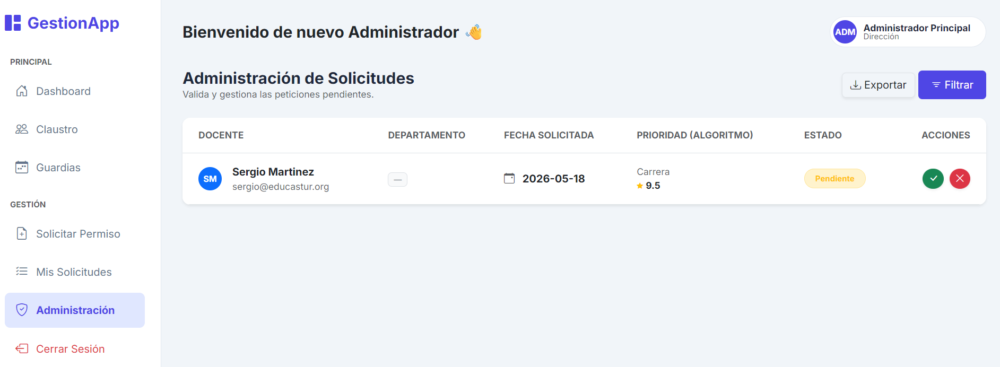 GestionApp
PRINCIPAL
Dashboard
Claustro
Guardias
GESTIÓN
Solicitar Permiso
Mis Solicitudes
Administración
Cerrar Sesión
Bienvenido de nuevo Administrador 👋
ADM
Administrador Principal
Dirección
Administración de Solicitudes
Valida y gestiona las peticiones pendientes.
Exportar
Filtrar
DOCENTE DEPARTAMENTO FECHA SOLICITADA PRIORIDAD (ALGORITMO) ESTADO ACCIONES
SM
Sergio Martinez
sergio@educastur.org
—
2026-05-18
Carrera
9.5
Pendiente